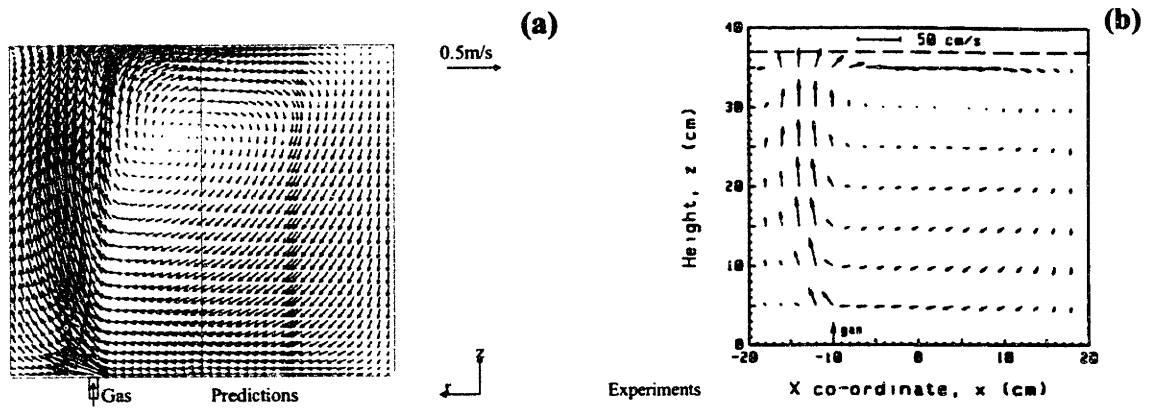 (a)
0.5m/s
z
r
Gas
Predictions
(b)
40
50 cm/s
30
20
10
0
Height, z (cm)
gas
-20
-10
0
10
20
X co-ordinate, x (cm)
Experiments